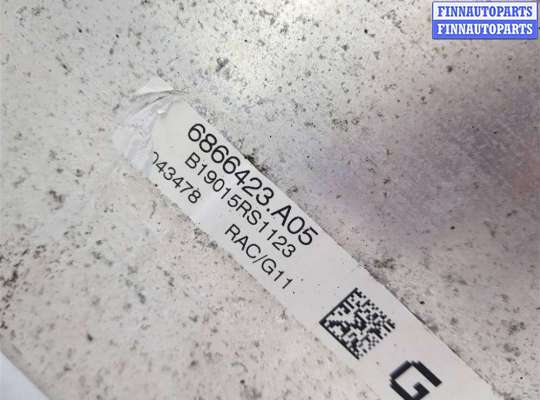 FINNAUTOPARTS
FINNAUTOPARTS
6866423.A05
B19015RS1123
043478
RAC/G11
G